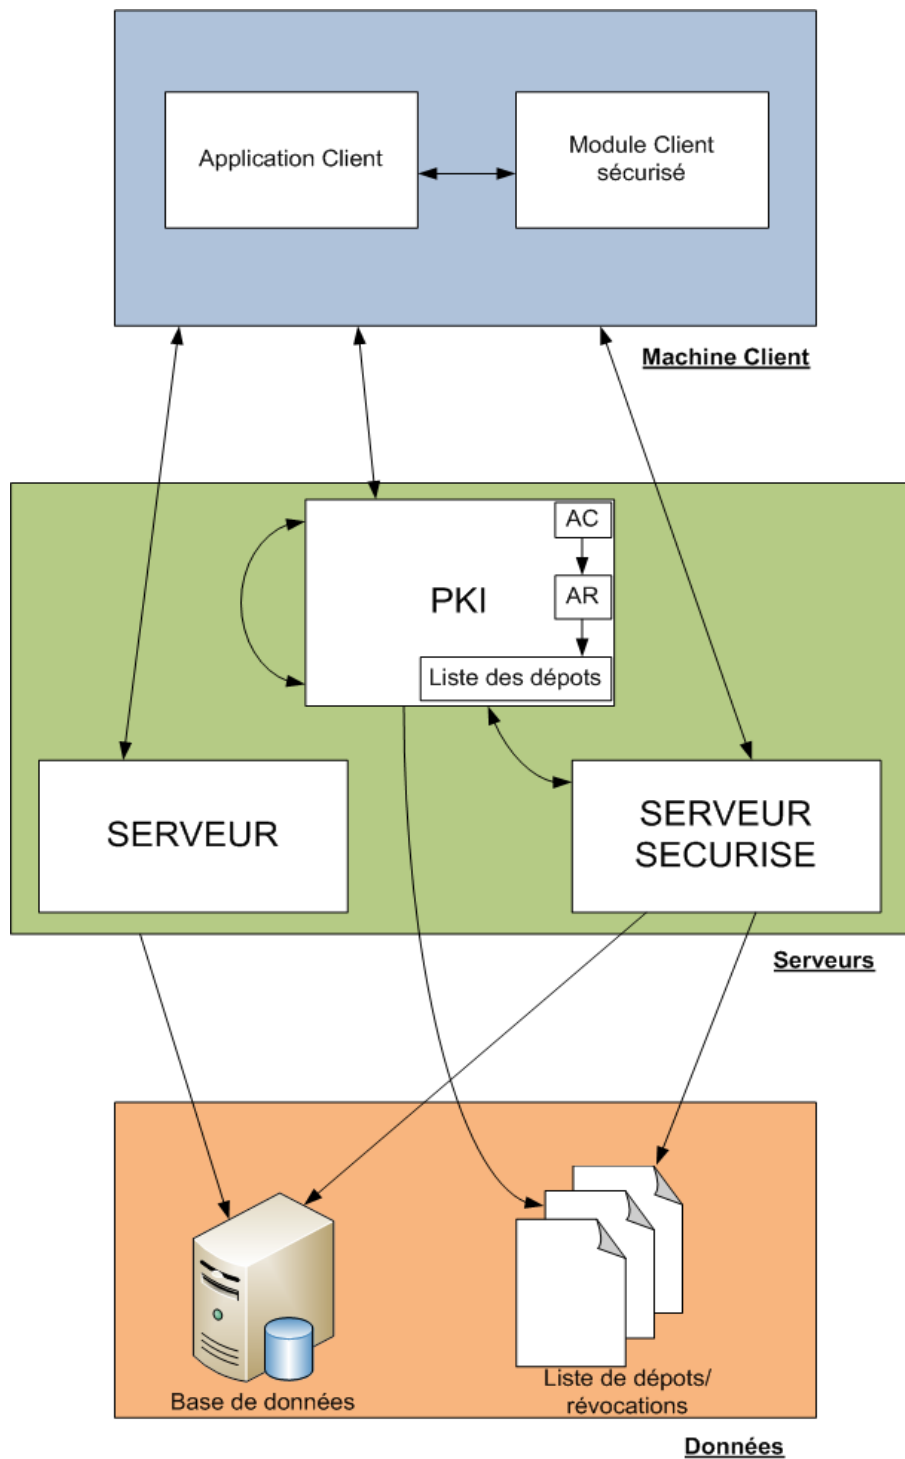 Application Client
Module Client
sécurisé
Machine Client
AC
PKI
AR
Liste des dépots
SERVEUR
SERVEUR
SECURISE
Serveurs
Base de données
Liste de dépots/
révocations
Données